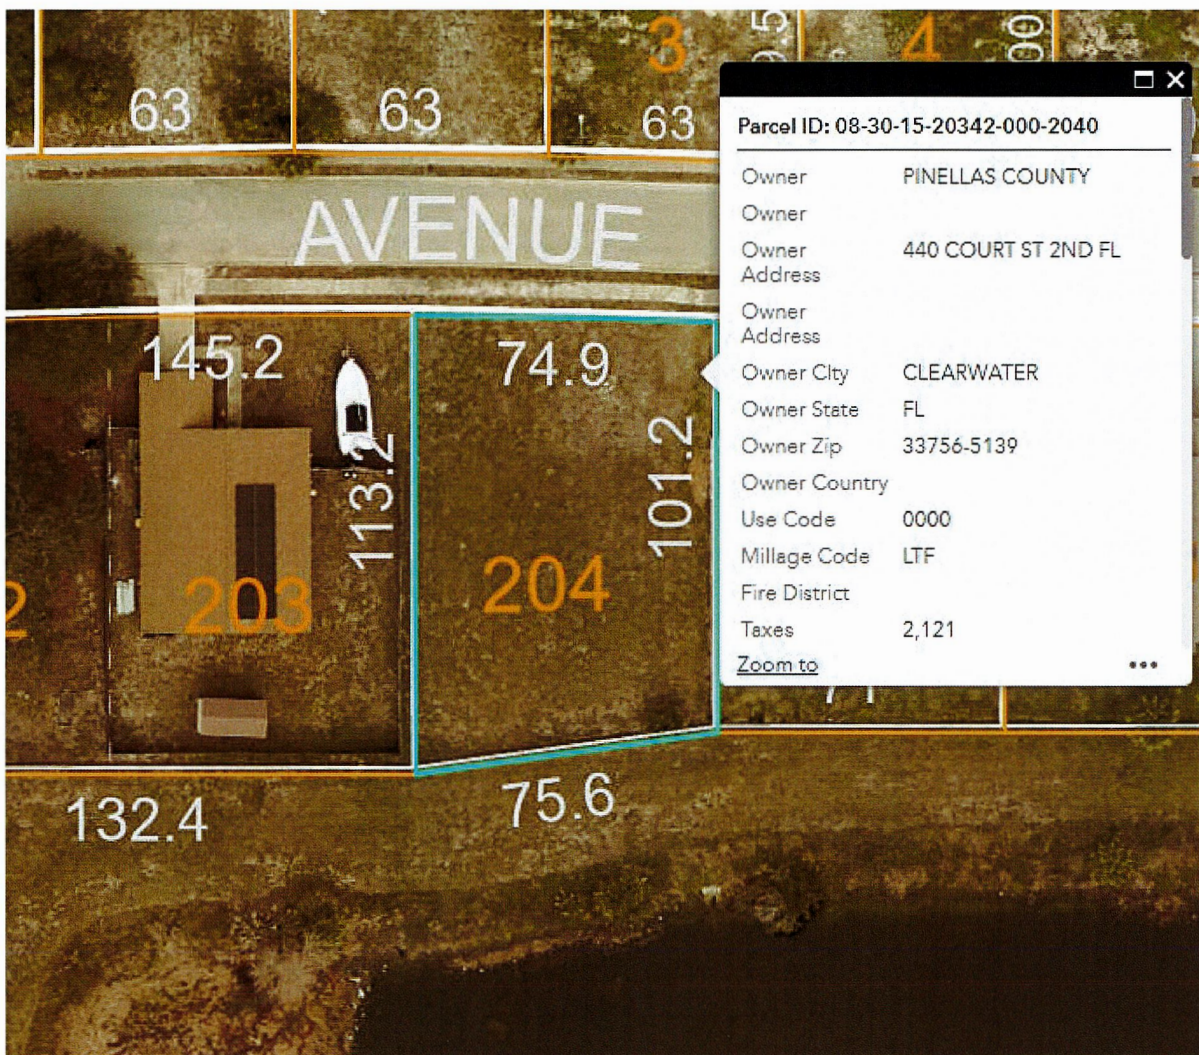 3
9.5
4
00
63
63
63
AVENUE
145.2
74.9
113.2
101.2
203
204
2
132.4
75.6
Parcel ID: 08-30-15-20342-000-2040
Owner PINELLAS COUNTY
Owner
Owner Address 440 COURT ST 2ND FL
Owner Address
Owner City CLEARWATER
Owner State FL
Owner Zip 33756-5139
Owner Country
Use Code 0000
Millage Code LTF
Fire District
Taxes 2,121
Zoom to